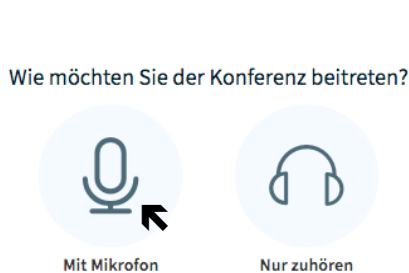 Wie möchten Sie der Konferenz beitreten?
Mit Mikrofon
Nur zuhören